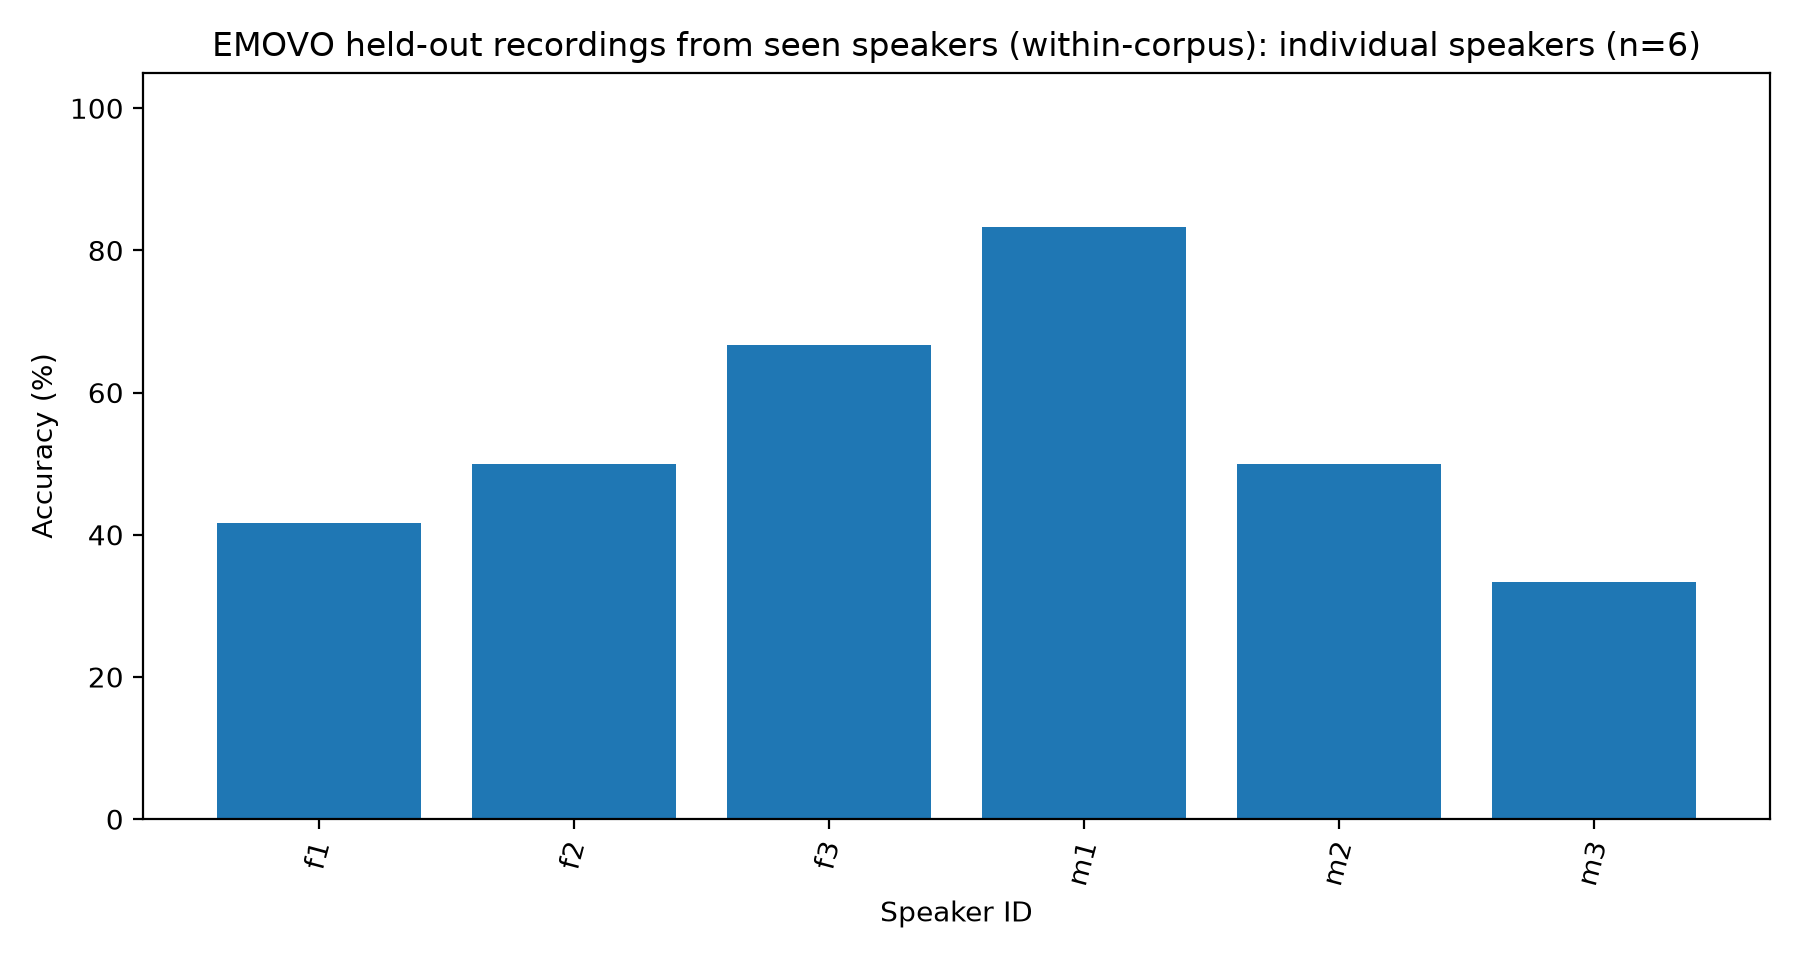 EMOVO held-out recordings from seen speakers (within-corpus): individual speakers (n=6)
Accuracy (%)
100
80
60
40
20
0
f1
f2
f3
m1
m2
m3
Speaker ID